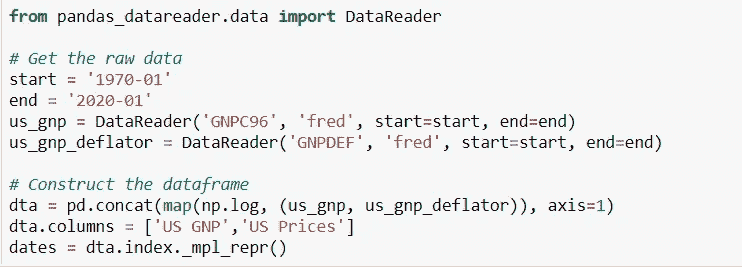 from pandas_datareader.data import DataReader
# Get the raw data
start = '1970-01'
end = '2020-01'
us_gnp = DataReader('GNPC96', 'fred', start=start, end=end)
us_gnp_deflator = DataReader('GNPDEF', 'fred', start=start, end=end)
# Construct the dataframe
dta = pd.concat(map(np.log, (us_gnp, us_gnp_deflator)), axis=1)
dta.columns = ['US GNP','US Prices']
dates = dta.index._mpl_repr()